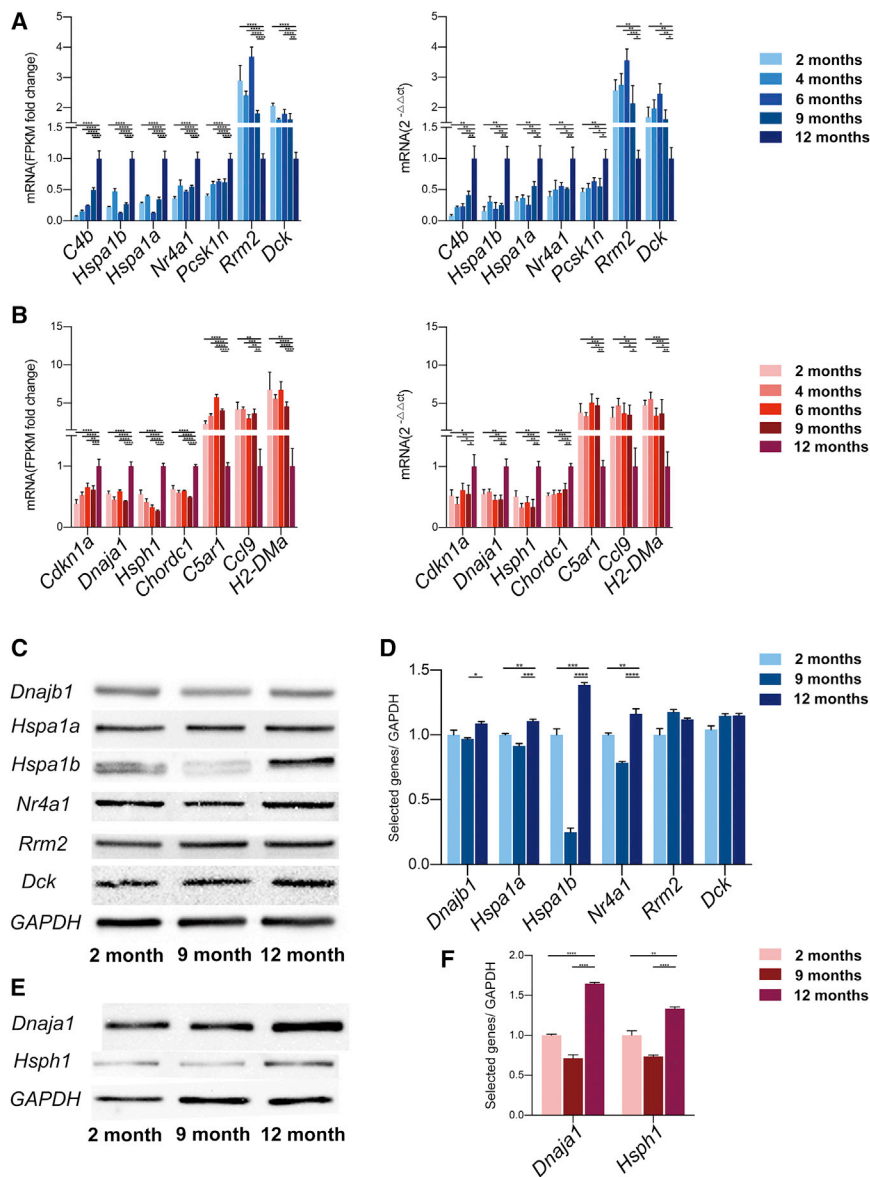 A
mRNA(FPKM fold change)
5
4
3
2
1.5
1.0
0.5
0.0
C4b
Hspa1b
Hspa1a
Nr4a1
Pcsk1n
Rrm2
Dck
mRNA(2 -△△ct)
5
4
3
2
1.5
1.0
0.5
0.0
C4b
Hspa1b
Hspa1a
Nr4a1
Pcsk1n
Rrm2
Dck
2 months
4 months
6 months
9 months
12 months
B
mRNA(FPKM fold change)
15
10
5
1
0
Cdkn1a
Dnaja1
Hsph1
Chordc1
C5ar1
Ccl9
H2-DMa
mRNA(2 -△△ct)
15
10
5
1
0
Cdkn1a
Dnaja1
Hsph1
Chordc1
C5ar1
Ccl9
H2-DMa
2 months
4 months
6 months
9 months
12 months
C
Dnajb1
Hspa1a
Hspa1b
Nr4a1
Rrm2
Dck
GAPDH
2 month 9 month 12 month
D
Selected genes/ GAPDH
1.5
1.0
0.5
0.0
* ** *** *** **** ** ****
Dnajb1
Hspa1a
Hspa1b
Nr4a1
Rrm2
Dck
2 months
9 months
12 months
E
Dnaja1
Hsph1
GAPDH
2 month 9 month 12 month
F
Selected genes/ GAPDH
2.0
1.5
1.0
0.5
0.0
**** **** ** ****
Dnaja1
Hsph1
2 months
9 months
12 months